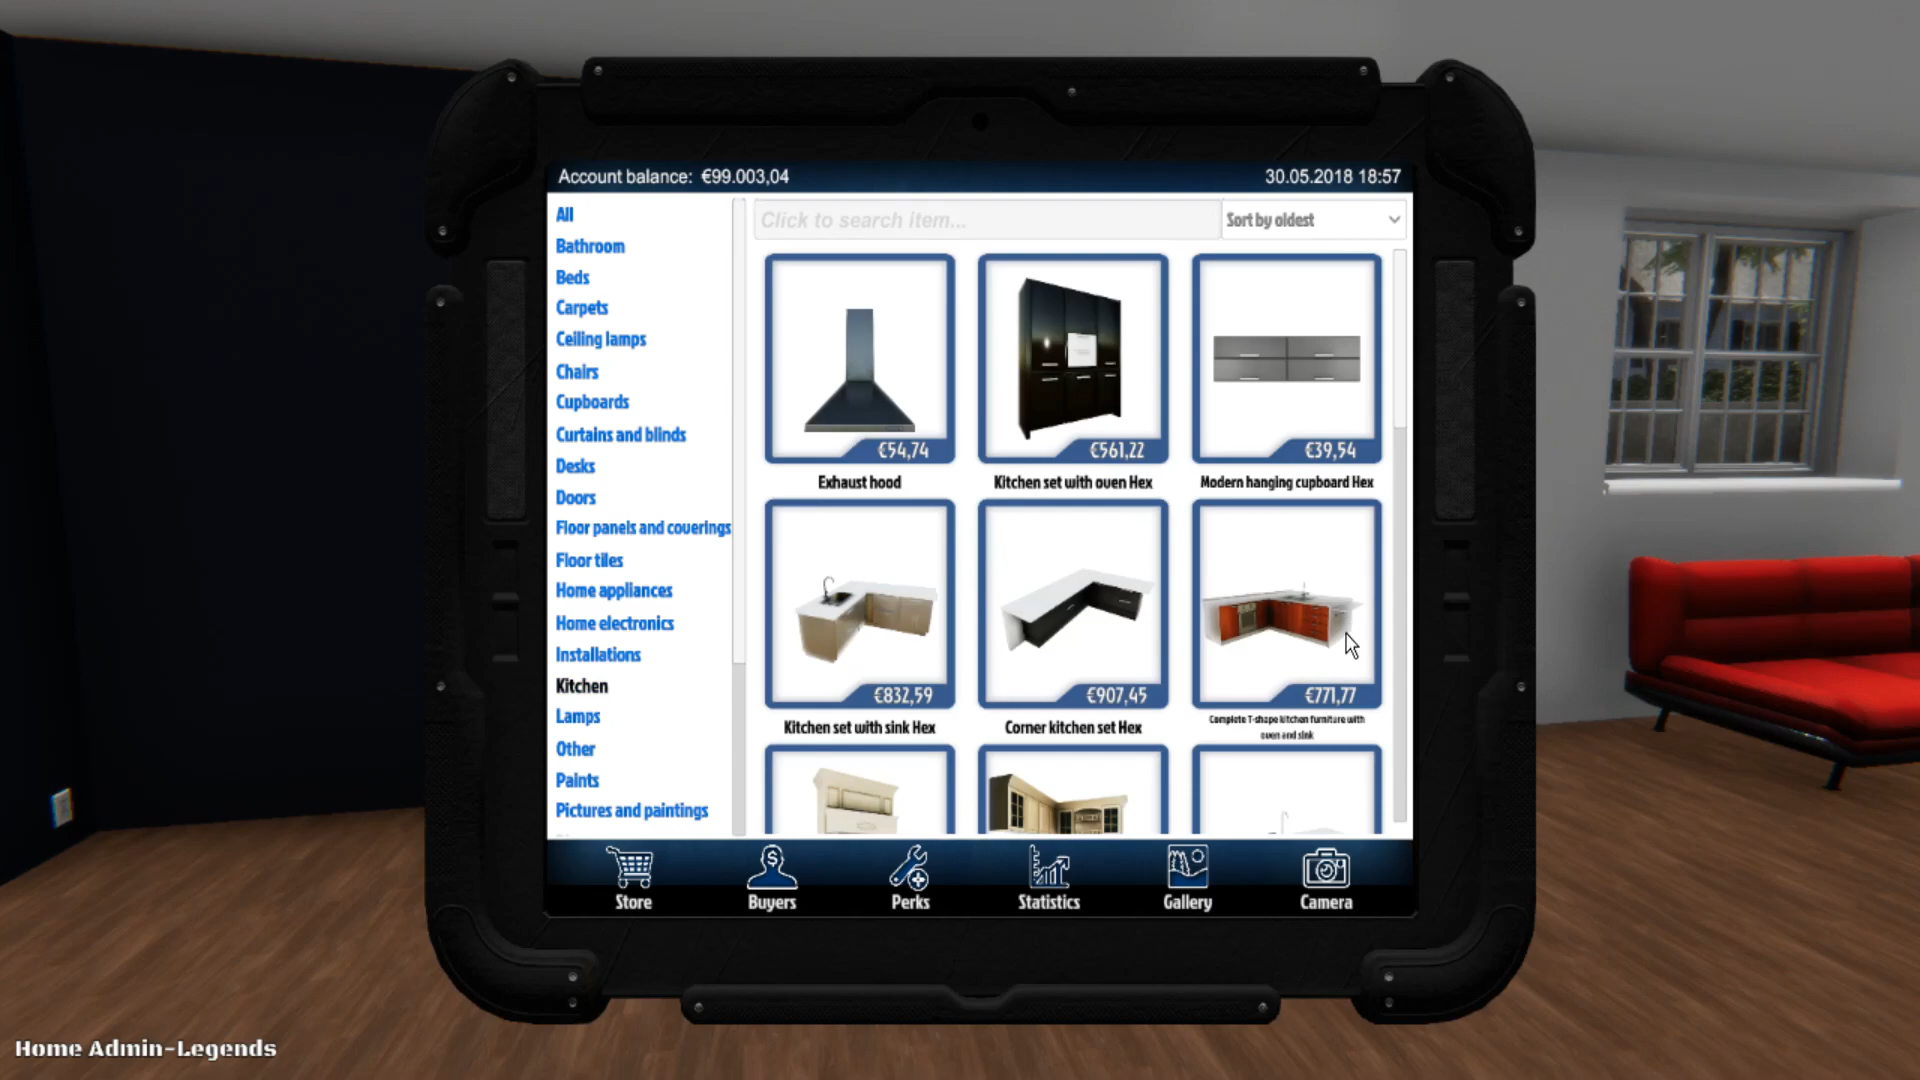 Account balance: €99.003,04
30.05.2018 18:57
All
Bathroom
Beds
Carpets
Ceiling lamps
Chairs
Cupboards
Curtains and blinds
Desks
Doors
Floor panels and coverings
Floor tiles
Home appliances
Home electronics
Installations
Kitchen
Lamps
Other
Paints
Pictures and paintings
Click to search item...
Sort by oldest
€54,74
€561,22
€39,54
Exhaust hood
Kitchen set with oven Hex
Modern hanging cupboard Hex
€832,59
€907,45
€771,77
Kitchen set with sink Hex
Corner kitchen set Hex
Complete T-shape kitchen furniture with
oven and sink
Store
Buyers
Perks
Statistics
Gallery
Camera
Home Admin-Legends